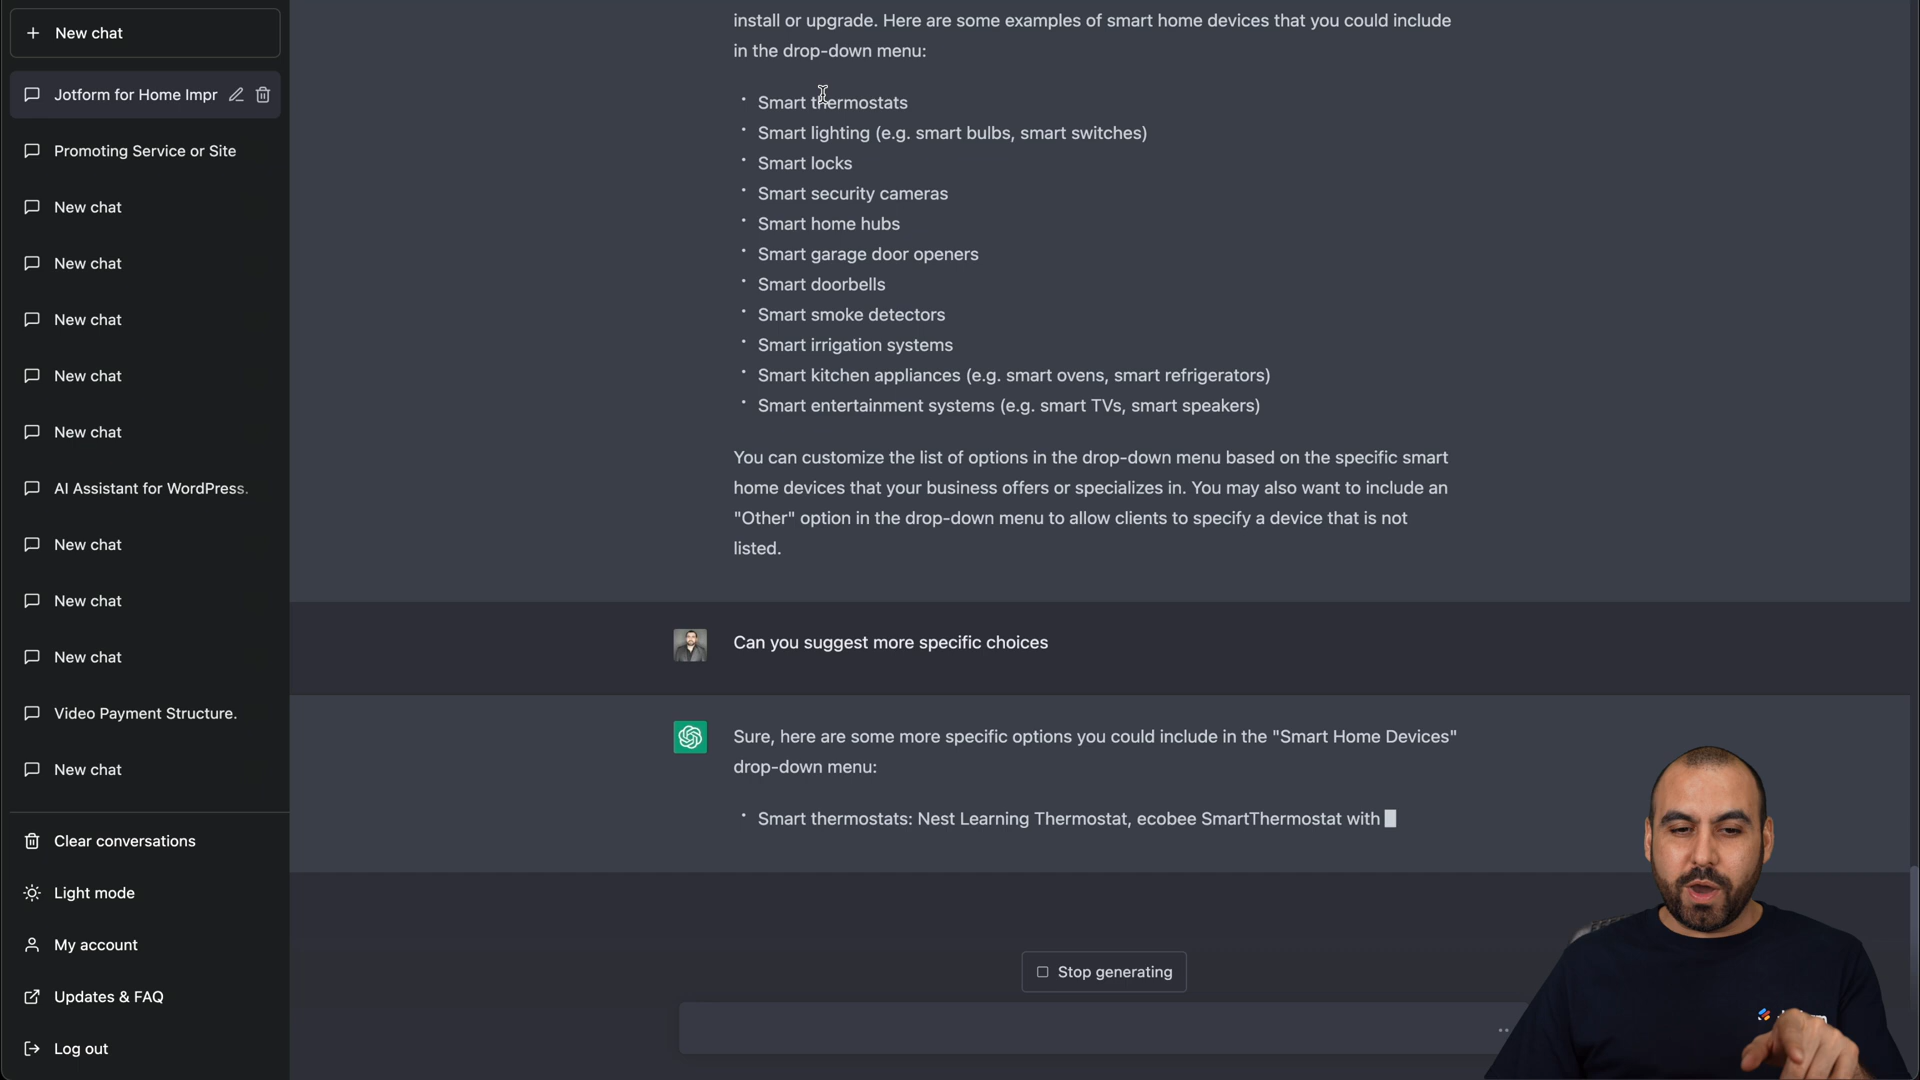 New chat
Jotform for Home Impr
Promoting Service or Site
New chat
New chat
New chat
New chat
New chat
AI Assistant for WordPress.
New chat
New chat
New chat
Video Payment Structure.
New chat
Clear conversations
Light mode
My account
Updates & FAQ
Log out
install or upgrade. Here are some examples of smart home devices that you could include
in the drop-down menu:
• Smart thermostats
• Smart lighting (e.g. smart bulbs, smart switches)
• Smart locks
• Smart security cameras
• Smart home hubs
• Smart garage door openers
• Smart doorbells
• Smart smoke detectors
• Smart irrigation systems
• Smart kitchen appliances (e.g. smart ovens, smart refrigerators)
• Smart entertainment systems (e.g. smart TVs, smart speakers)
You can customize the list of options in the drop-down menu based on the specific smart
home devices that your business offers or specializes in. You may also want to include an
"Other" option in the drop-down menu to allow clients to specify a device that is not
listed.
Can you suggest more specific choices
Sure, here are some more specific options you could include in the "Smart Home Devices"
drop-down menu:
• Smart thermostats: Nest Learning Thermostat, ecobee SmartThermostat with
Stop generating